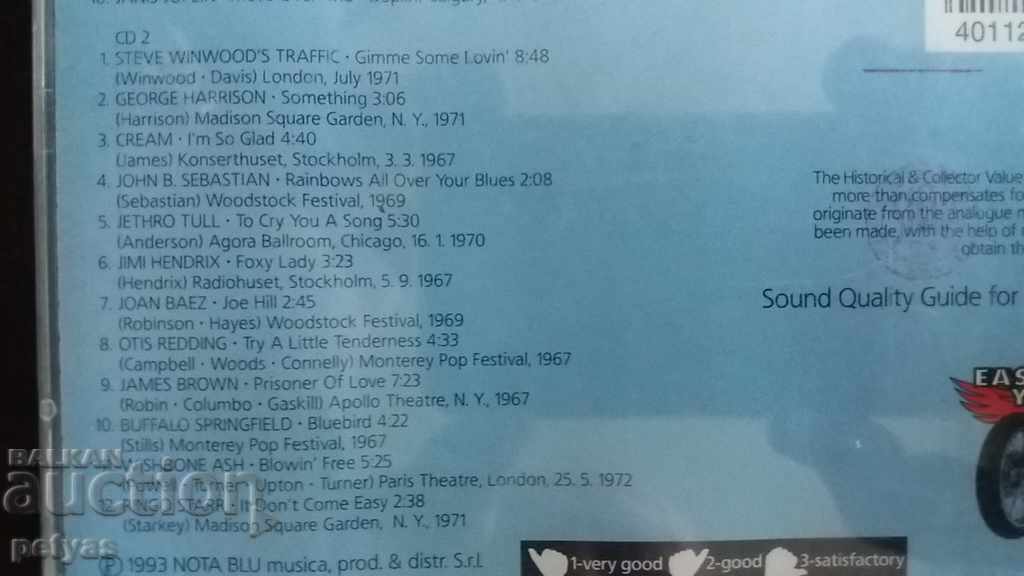 CD 2
1. STEVE WINWOOD'S TRAFFIC · Gimme Some Lovin' 8:48
(Winwood · Davis) London, July 1971
2. GEORGE HARRISON · Something 3:06
(Harrison) Madison Square Garden, N. Y., 1971
3. CREAM · I'm So Glad 4:40
(James) Konserthuset, Stockholm, 3. 3. 1967
4. JOHN B. SEBASTIAN · Rainbows All Over Your Blues 2:08
(Sebastian) Woodstock Festival, 1969
5. JETHRO TULL · To Cry You A Song 5:30
(Anderson) Agora Ballroom, Chicago, 16. 1. 1970
6. JIMI HENDRIX · Foxy Lady 3:23
(Hendrix) Radiohuset, Stockholm, 5. 9. 1967
7. JOAN BAEZ · Joe Hill 2:45
(Robinson · Hayes) Woodstock Festival, 1969
8. OTIS REDDING · Try A Little Tenderness 4:33
(Campbell · Woods · Connelly) Monterey Pop Festival, 1967
9. JAMES BROWN · Prisoner Of Love 7:23
(Robin · Columbo · Gaskill) Apollo Theatre, N. Y., 1967
10. BUFFALO SPRINGFIELD · Bluebird 4:22
(Stills) Monterey Pop Festival, 1967
WISHBONE ASH · Blowin' Free 5:25
Turner · Upton · Turner) Paris Theatre, London, 25. 5. 1972
12. RINGO STARR · It Don't Come Easy 2:38
(Starkey) Madison Square Garden, N. Y., 1971
℗ 1993 NOTA BLU musica, prod. & distr. S.r.l.
40112
The Historical & Collector Value
more than compensates fo
originate from the analogue
been made, with the help of
obtain th
Sound Quality Guide for
EAS
Y
1-very good 2-good 3-satisfactory
BALKAN
auction
petyas